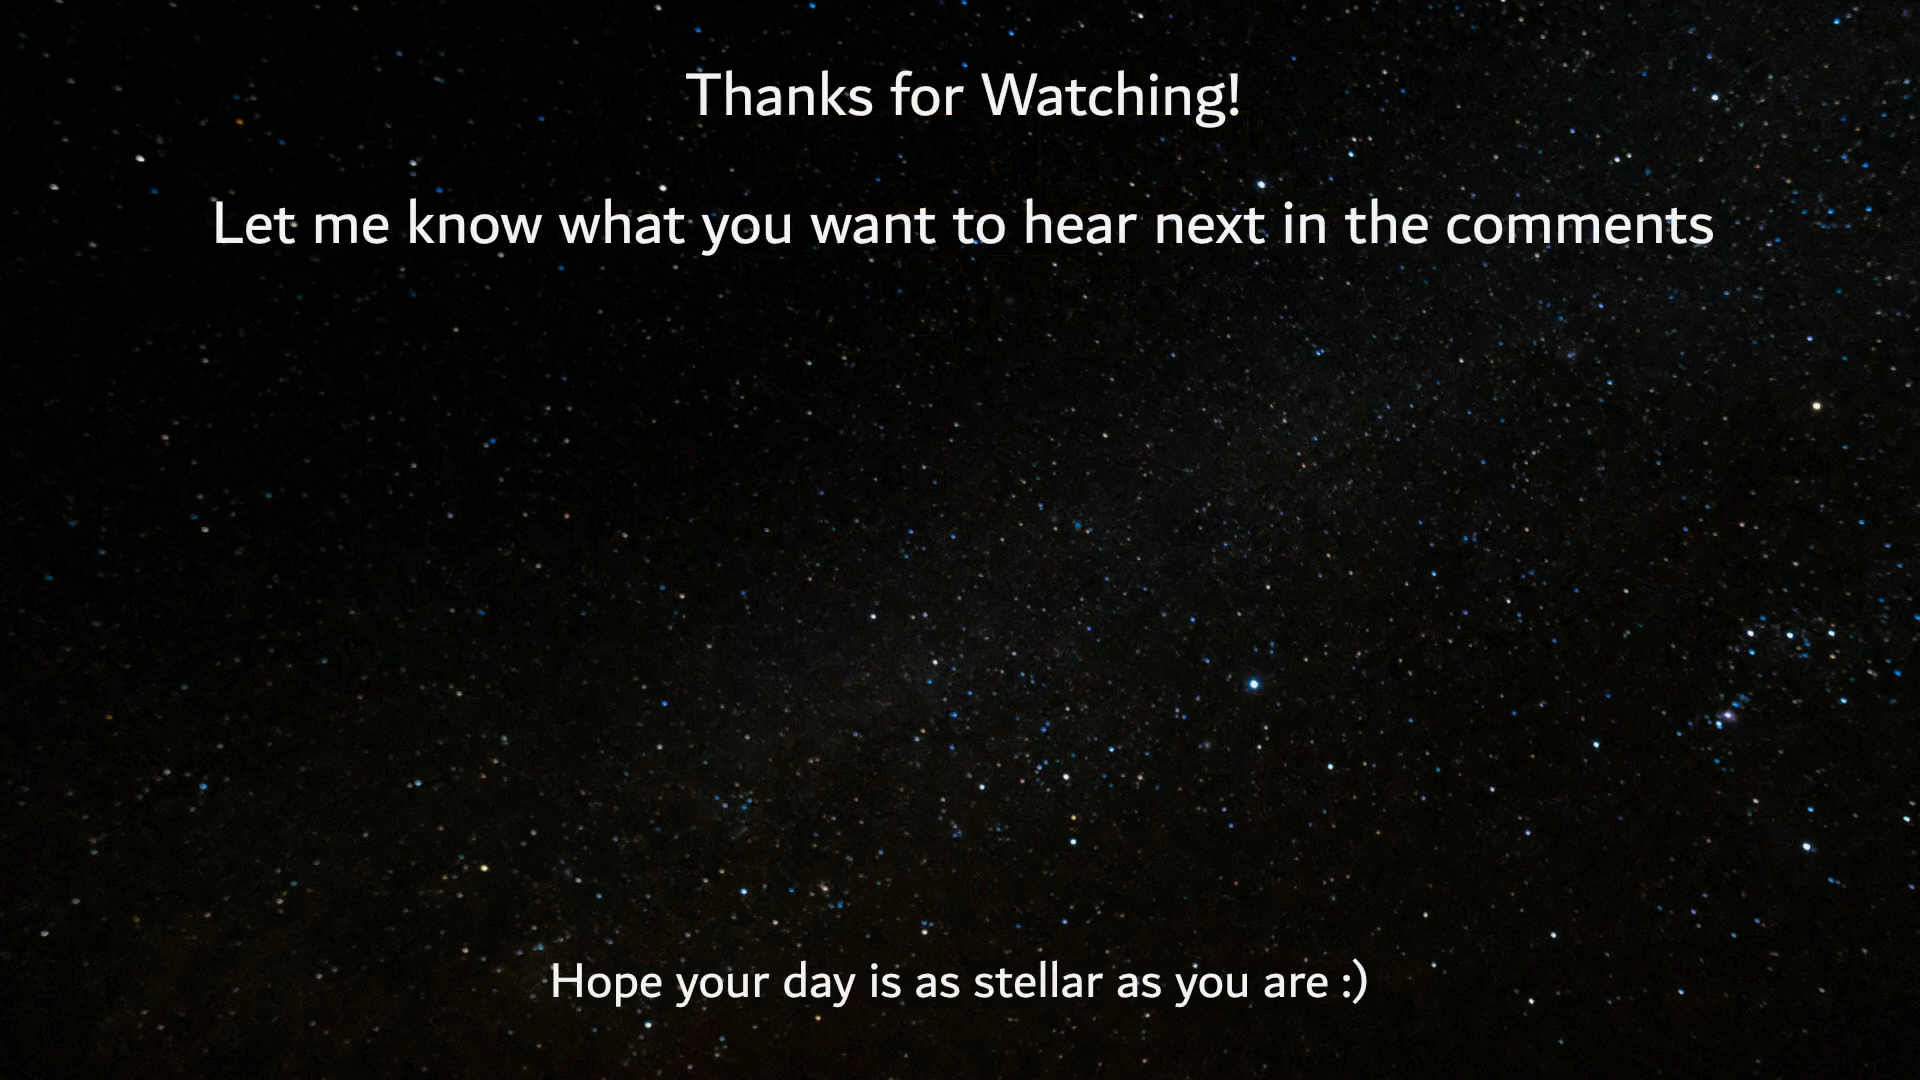 Thanks for Watching!
Let me know what you want to hear next in the comments
Hope your day is as stellar as you are :)